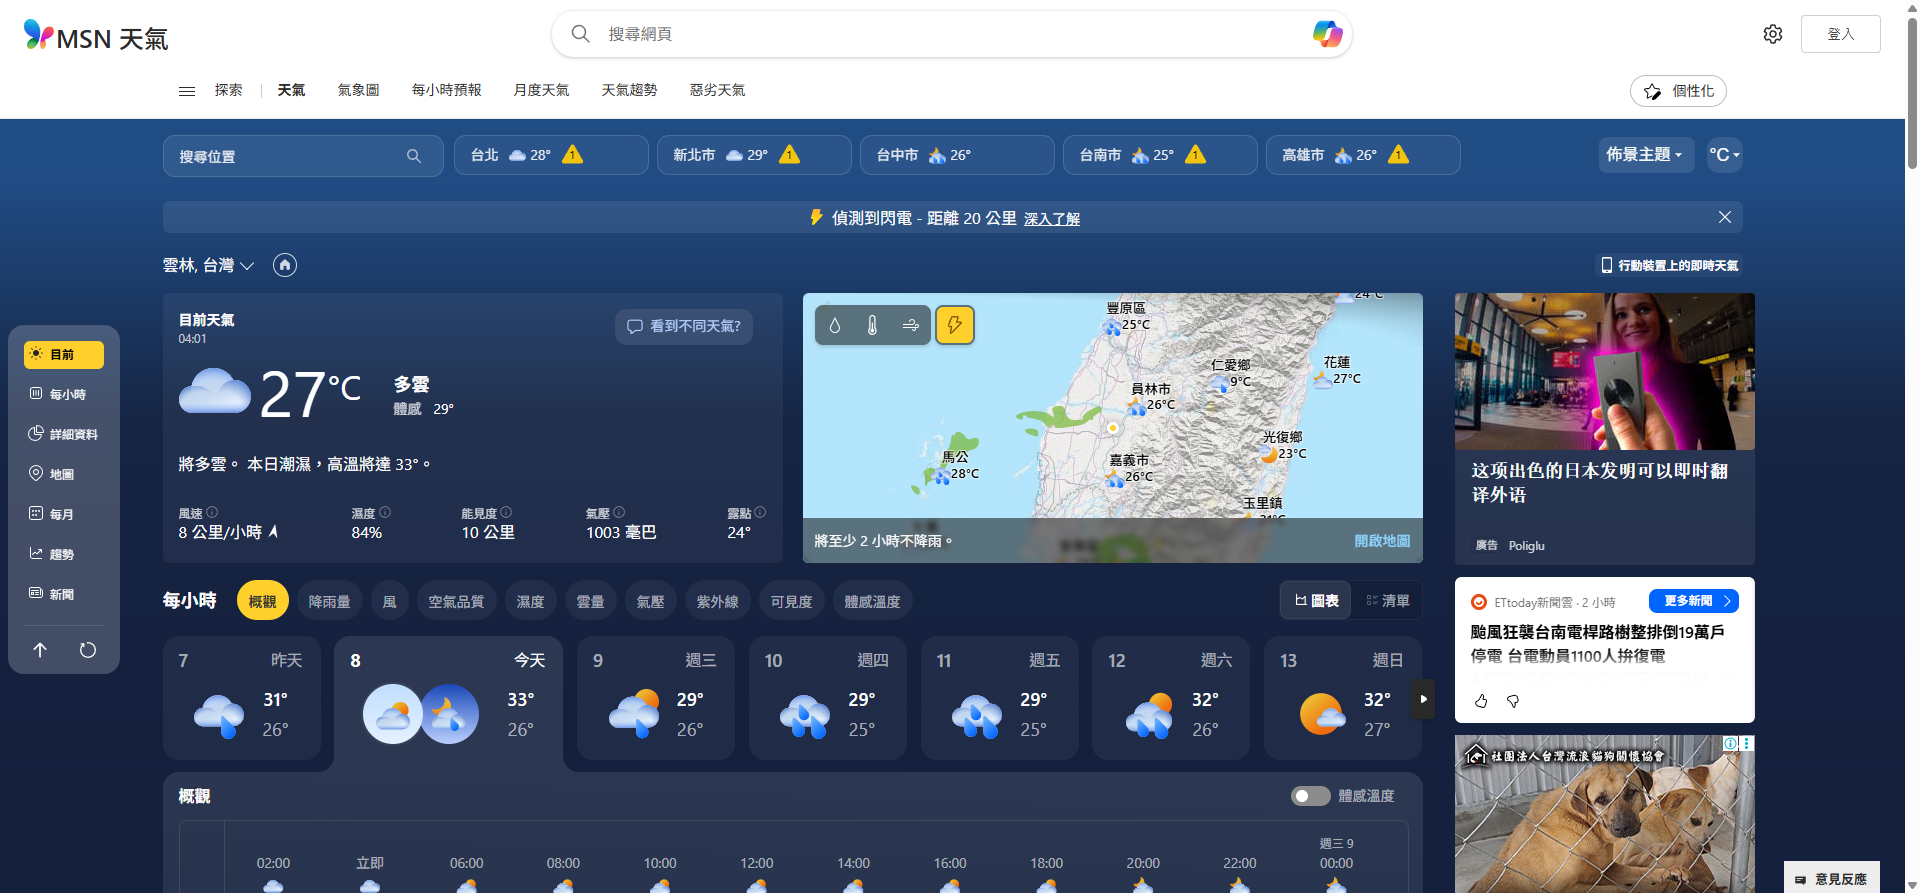 MSN 天氣
搜尋網頁
登入
探索
天氣
氣象圖
每小時預報
月度天氣
天氣趨勢
惡劣天氣
個性化
搜尋位置
台北 28° 1
新北市 29° 1
台中市 26°
台南市 25° 1
高雄市 26° 1
佈景主題
°C
偵測到閃電 - 距離 20 公里 深入了解
雲林, 台灣
行動裝置上的即時天氣
目前
每小時
詳細資料
地圖
每月
趨勢
新聞
目前天氣
04:01
看到不同天氣?
27°C
多雲
體感 29°
將多雲。 本日潮濕，高溫將達 33°。
風速 濕度 能見度 氣壓 露點
8 公里/小時 84% 10 公里 1003 毫巴 24°
24°C
豐原區
25°C
仁愛鄉
9°C
花蓮
27°C
員林市
26°C
光復鄉
23°C
馬公
28°C
嘉義市
26°C
玉里鎮
將至少 2 小時不降雨。
開啟地圖
这项出色的日本发明可以即时翻
译外语
廣告 Poliglu
ETtoday新聞雲 · 2 小時
更多新聞
颱風狂襲台南電桿路樹整排倒19萬戶
停電 台電動員1100人拚復電
社團法人台灣流浪貓狗關懷協會
每小時
概觀
降雨量
風
空氣品質
濕度
雲量
氣壓
紫外線
可見度
體感溫度
圖表
清單
7 昨天
31°
26°
8 今天
33°
26°
9 週三
29°
26°
10 週四
29°
25°
11 週五
29°
25°
12 週六
32°
26°
13 週日
32°
27°
概觀
體感溫度
週三 9
02:00 立即 06:00 08:00 10:00 12:00 14:00 16:00 18:00 20:00 22:00 00:00
意見反應